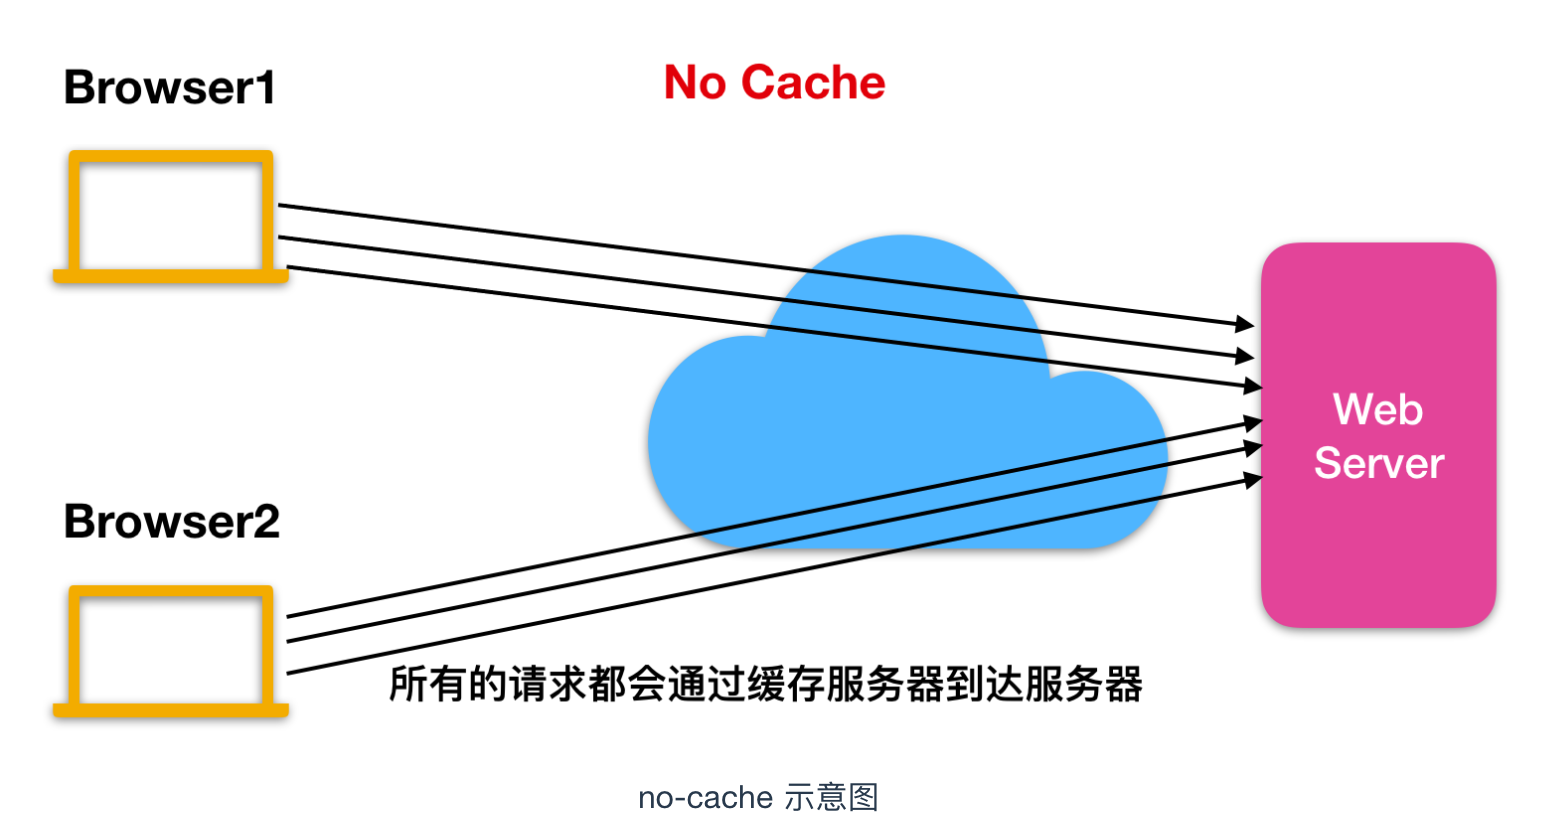 Browser1
No Cache
Web
Server
Browser2
所有的请求都会通过缓存服务器到达服务器
no-cache 示意图